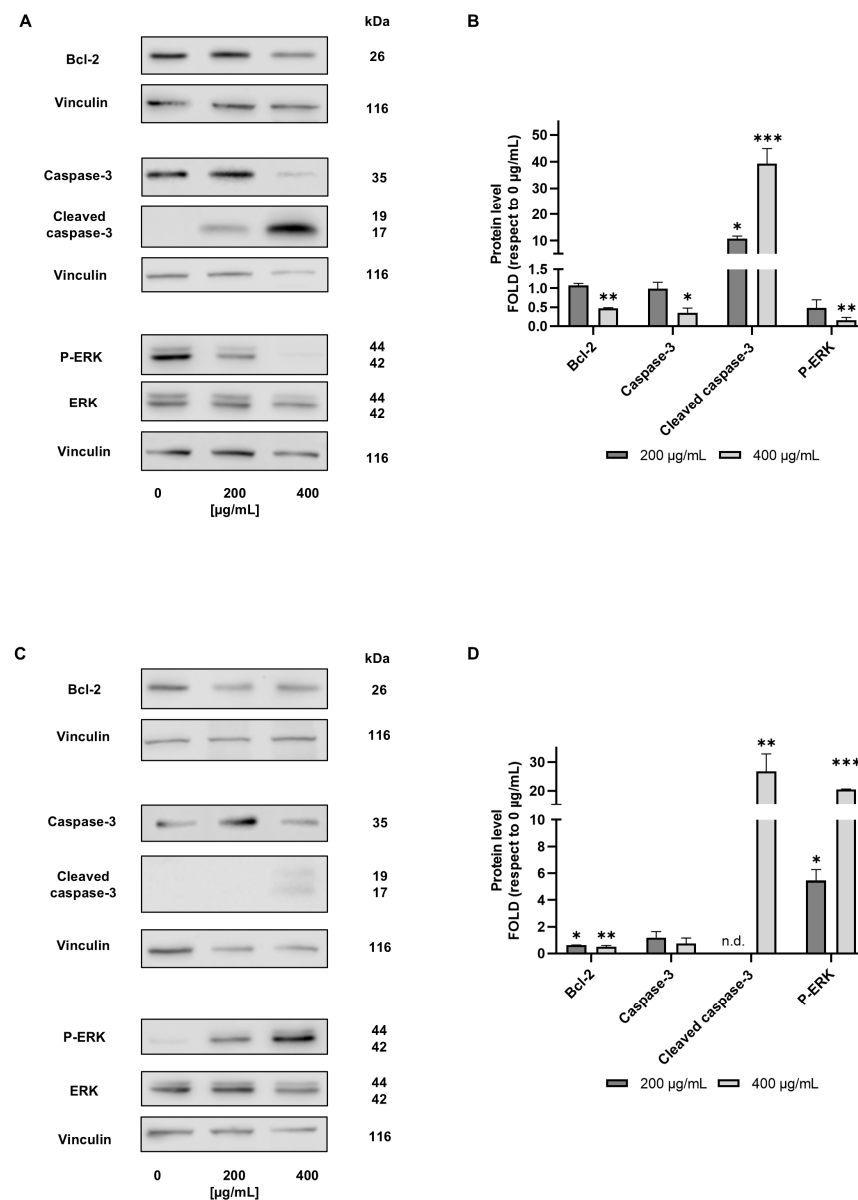 A
kDa
Bcl-2
26
Vinculin
116
Caspase-3
35
Cleaved
caspase-3
19
17
Vinculin
116
P-ERK
44
42
ERK
44
42
Vinculin
116
0 200 400
[µg/mL]
B
Protein level
FOLD (respect to 0 µg/mL)
50
40
30
20
10
1.5
1.0
0.5
0.0
**
*
*
***
**
Bcl-2
Caspase-3
Cleaved caspase-3
P-ERK
200 µg/mL 400 µg/mL
C
kDa
Bcl-2
26
Vinculin
116
Caspase-3
35
Cleaved
caspase-3
19
17
Vinculin
116
P-ERK
44
42
ERK
44
42
Vinculin
116
0 200 400
[µg/mL]
D
Protein level
FOLD (respect to 0 µg/mL)
30
20
10
8
6
4
2
0
*
**
n.d.
**
*
***
Bcl-2
Caspase-3
Cleaved caspase-3
P-ERK
200 µg/mL 400 µg/mL